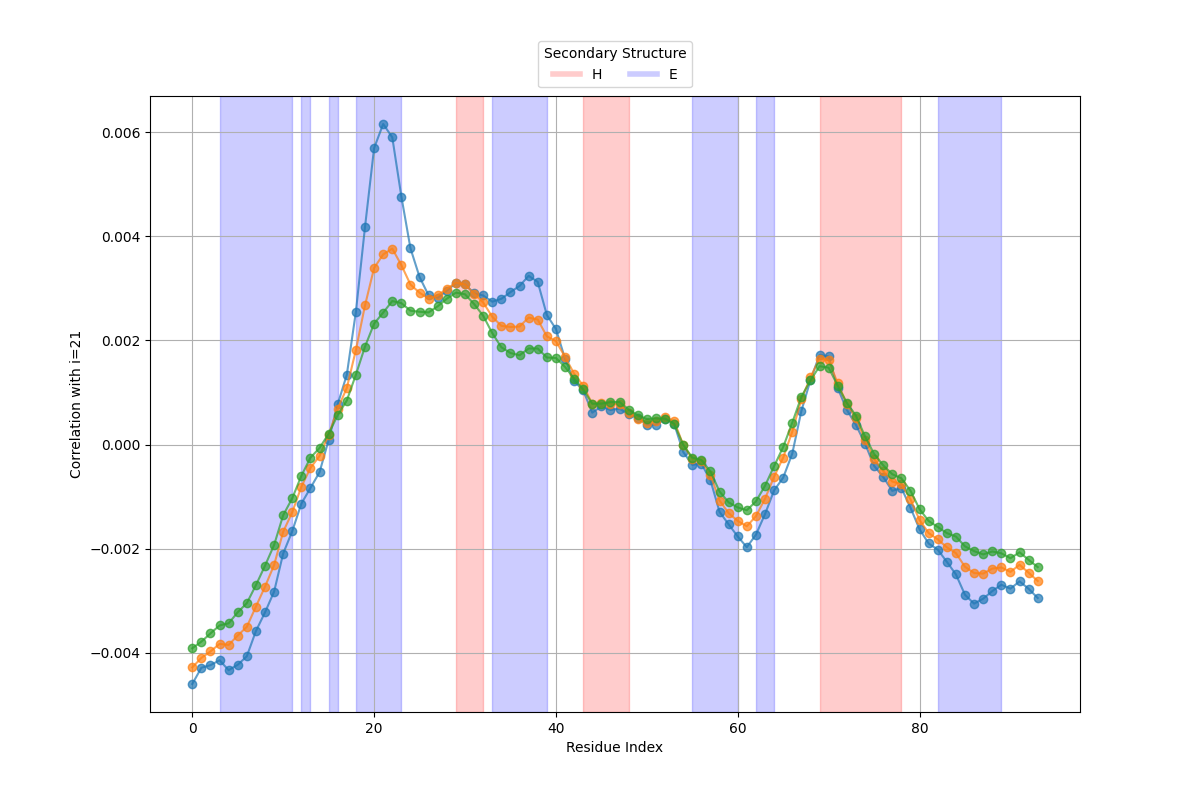 Secondary Structure
H E
0.006
0.004
0.002
0.000
−0.002
−0.004
Correlation with i=21
0 20 40 60 80
Residue Index